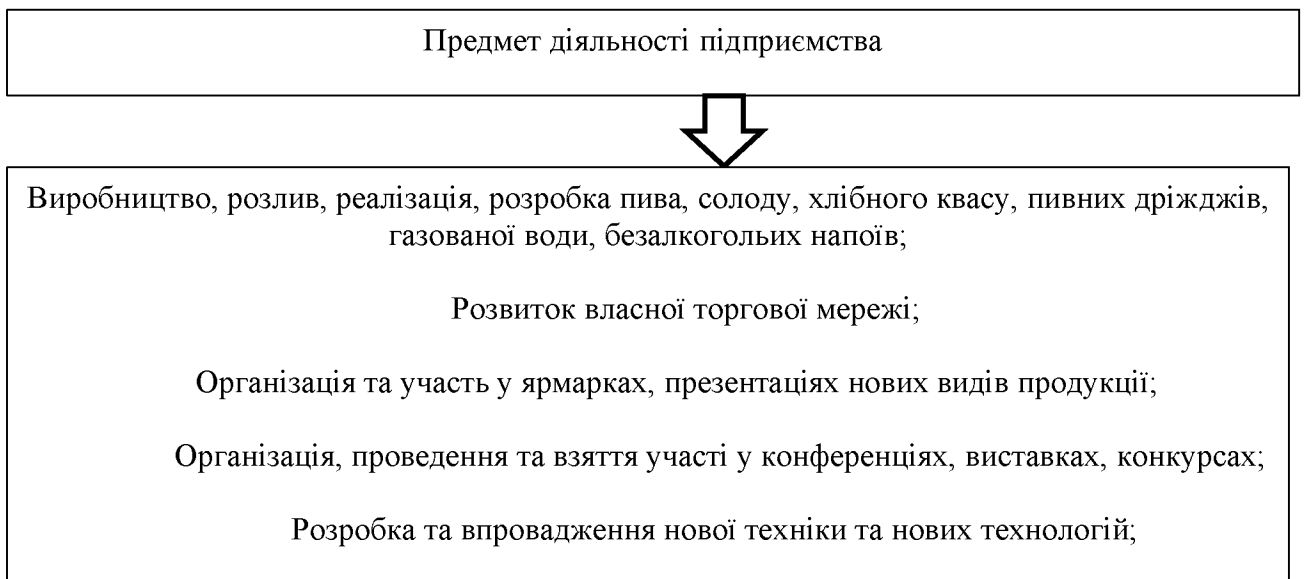 Предмет діяльності підприємства
Виробництво, розлив, реалізація, розробка пива, солоду, хлібного квасу, пивних дріжджів,
газованої води, безалкогольих напоїв;
Розвиток власної торгової мережі;
Організація та участь у ярмарках, презентаціях нових видів продукції;
Організація, проведення та взяття участі у конференціях, виставках, конкурсах;
Розробка та впровадження нової техніки та нових технологій;